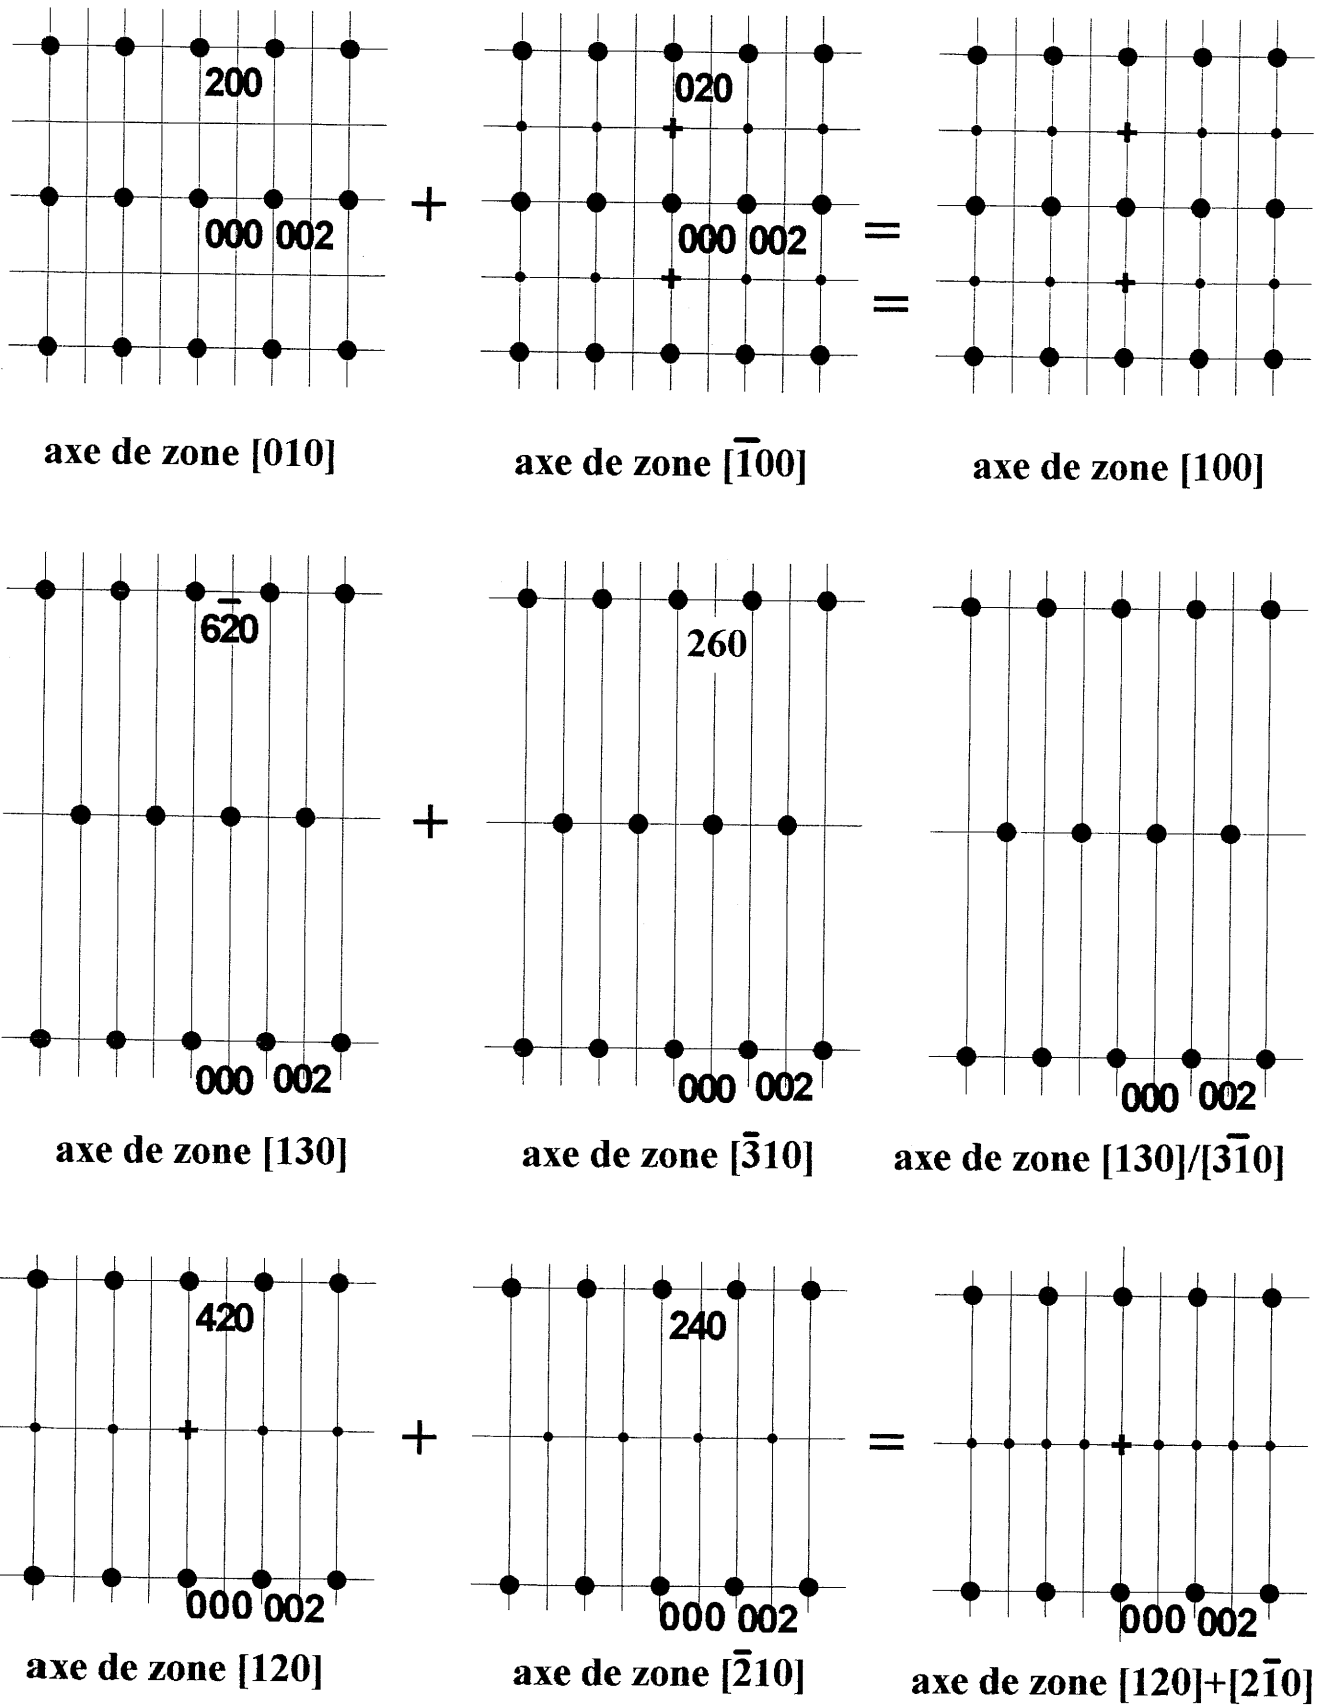 200
020
000 002
+
000 002
=
=
axe de zone [010]
axe de zone [1̅00]
axe de zone [100]
62̅0
260
+
000 002
000 002
000 002
axe de zone [130]
axe de zone [3̅10]
axe de zone [130]/[31̅0]
420
240
+
=
000 002
000 002
000 002
axe de zone [120]
axe de zone [2̅10]
axe de zone [120]+[21̅0]